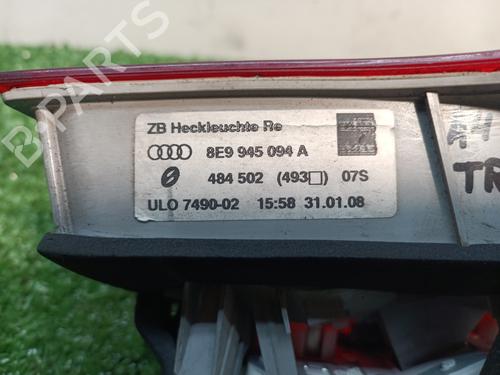 ZB Heckleuchte Re
8E9 945 094 A
484 502 (493□) 07S
ULO 7490-02 15:58 31.01.08
TR
B-PARTS